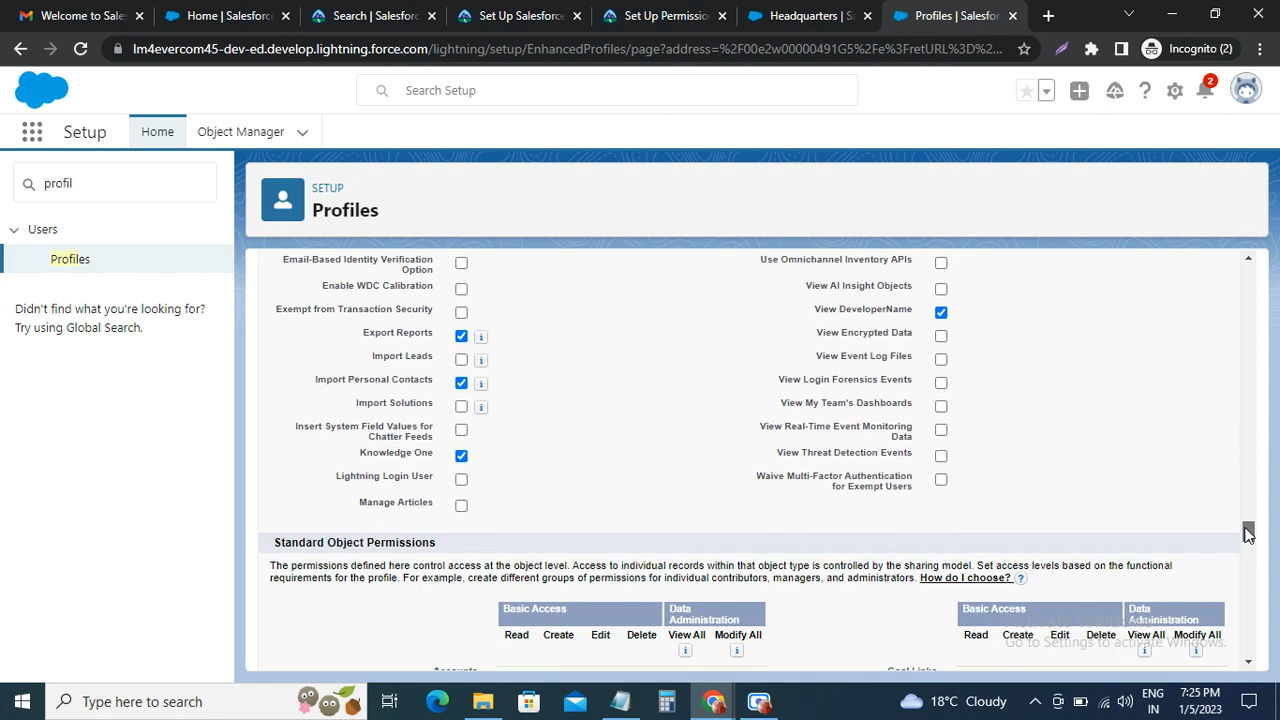 Welcome to Sales
Home | Salesforc
Search | Salesfor
Set Up Salesforce
Set Up Permissio
Headquarters | Sa
Profiles | Salesfor
lm4evercom45-dev-ed.develop.lightning.force.com/lightning/setup/EnhancedProfiles/page?address=%2F00e2w00000491G5%2Fe%3FretURL%3D%2...
Incognito (2)
Search Setup
2
Setup
Home
Object Manager
profil
Users
Profiles
Didn't find what you're looking for?
Try using Global Search.
SETUP
Profiles
Email-Based Identity Verification
Option
Enable WDC Calibration
Exempt from Transaction Security
Export Reports
Import Leads
Import Personal Contacts
Import Solutions
Insert System Field Values for
Chatter Feeds
Knowledge One
Lightning Login User
Manage Articles
Use Omnichannel Inventory APIs
View AI Insight Objects
View DeveloperName
View Encrypted Data
View Event Log Files
View Login Forensics Events
View My Team's Dashboards
View Real-Time Event Monitoring
Data
View Threat Detection Events
Waive Multi-Factor Authentication
for Exempt Users
Standard Object Permissions
The permissions defined here control access at the object level. Access to individual records within that object type is controlled by the sharing model. Set access levels based on the functional
requirements for the profile. For example, create different groups of permissions for individual contributors, managers, and administrators. How do I choose? ?
Basic Access
Data
Administration
Read Create Edit Delete View All Modify All
Basic Access
Data
Administration
Read Create Edit Delete View All Modify All
Accounts
Goal Links
Activate Windows
Go to Settings to activate Windows.
Type here to search
18°C Cloudy
ENG
IN
7:25 PM
1/5/2023